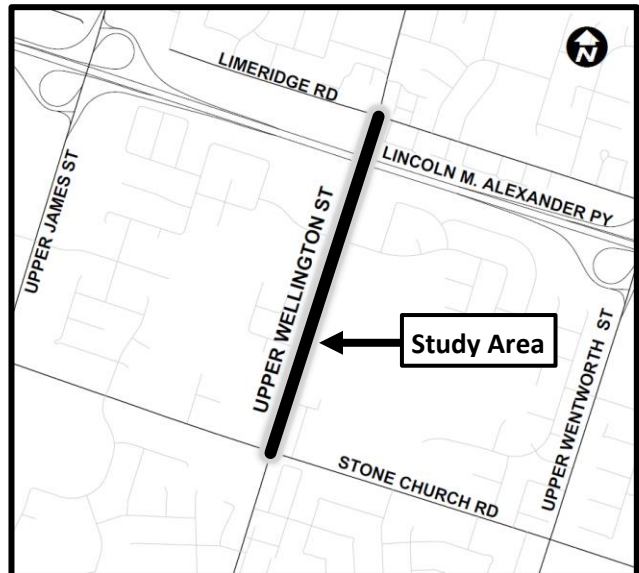 N
LIMERIDGE RD
LINCOLN M. ALEXANDER PY
UPPER JAMES ST
UPPER WELLINGTON ST
Study Area
UPPER WENTWORTH ST
STONE CHURCH RD